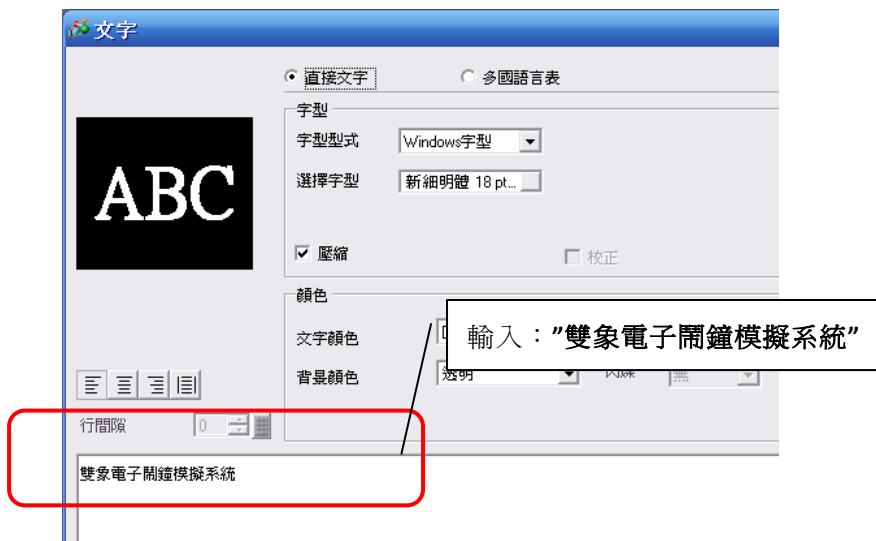 文字
直接文字 多國語言表
字型
字型型式 Windows字型
選擇字型 新細明體 18 pt...
ABC
壓縮 校正
顏色
文字顏色
輸入："雙象電子鬧鐘模擬系統"
背景顏色 透明 無
行間隙 0
雙象電子鬧鐘模擬系統